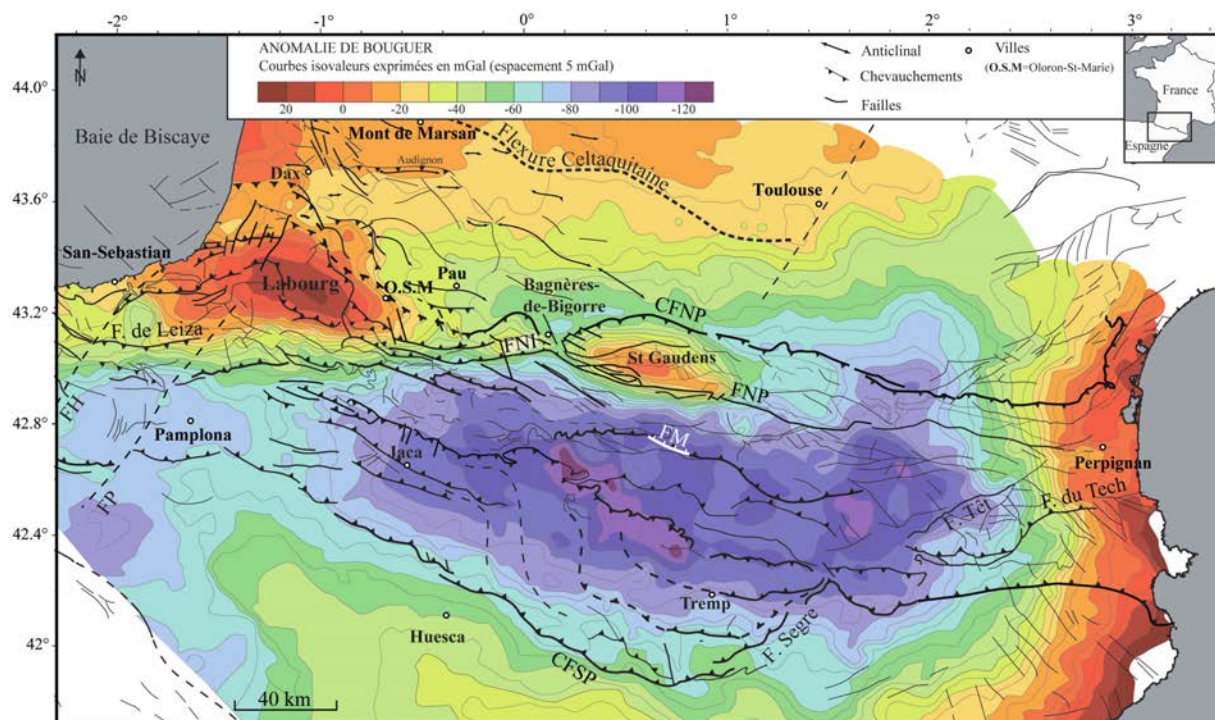 -2° -1° 0° 1° 2° 3°
ANOMALIE DE BOUGUER
Courbes isovaleurs exprimées en mGal (espacement 5 mGal)
20 0 -20 -40 -60 -80 -100 -120
Anticlinal
Chevauchements
Failles
Villes
(O.S.M=Oloron-St-Marie)
France
Espagne
N
44.0°
43.6°
43.2°
42.8°
42.4°
42°
Baie de Biscaye
Mont de Marsan
Flexure Celtaquitaine
Audignon
Dax
Toulouse
San-Sebastian
Labourg
O.S.M
Pau
Bagnères-
de-Bigorre
CFNP
F. de Leiza
FNI
St Gaudens
FNP
FH
Pamplona
FM
Jaca
Perpignan
FP
F. Têt
F. du Tech
Tremp
F. Segre
Huesca
CFSP
40 km